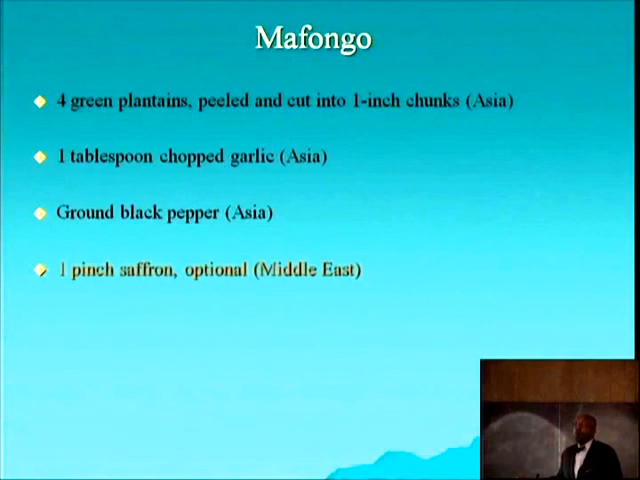 Mafongo
4 green plantains, peeled and cut into 1-inch chunks (Asia)
1 tablespoon chopped garlic (Asia)
Ground black pepper (Asia)
1 pinch saffron, optional (Middle East)